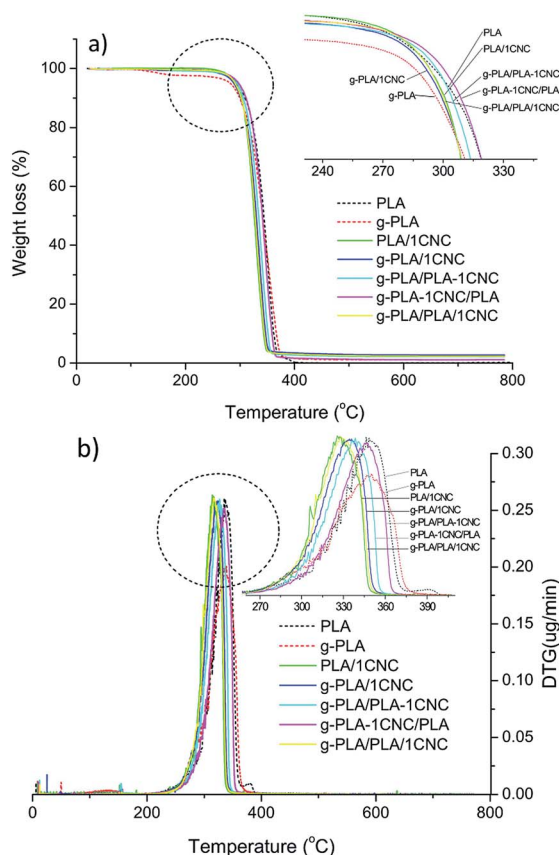 a)
Weight loss (%)
100
80
60
40
20
0
0
200
400
600
800
Temperature (°C)
PLA
PLA/1CNC
g-PLA/PLA-1CNC
g-PLA-1CNC/PLA
g-PLA/PLA/1CNC
g-PLA/1CNC
g-PLA
240
270
300
330
PLA
g-PLA
PLA/1CNC
g-PLA/1CNC
g-PLA/PLA-1CNC
g-PLA-1CNC/PLA
g-PLA/PLA/1CNC
b)
DTG(ug/min)
0.30
0.25
0.20
0.15
0.10
0.05
0.00
PLA
g-PLA
PLA/1CNC
g-PLA/1CNC
g-PLA/PLA-1CNC
g-PLA-1CNC/PLA
g-PLA/PLA/1CNC
270
300
330
360
390
PLA
g-PLA
PLA/1CNC
g-PLA/1CNC
g-PLA/PLA-1CNC
g-PLA-1CNC/PLA
g-PLA/PLA/1CNC
0
200
400
600
800
Temperature (°C)